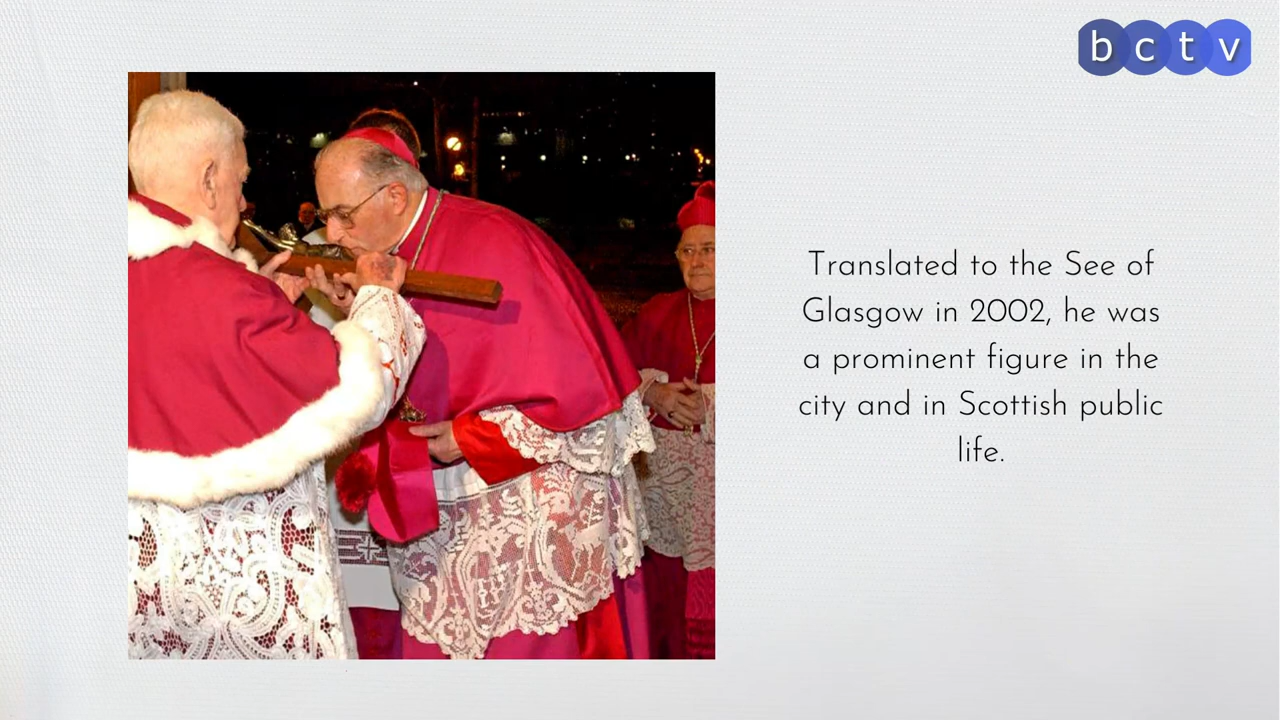 bctv
Translated to the See of
Glasgow in 2002, he was
a prominent figure in the
city and in Scottish public
life.